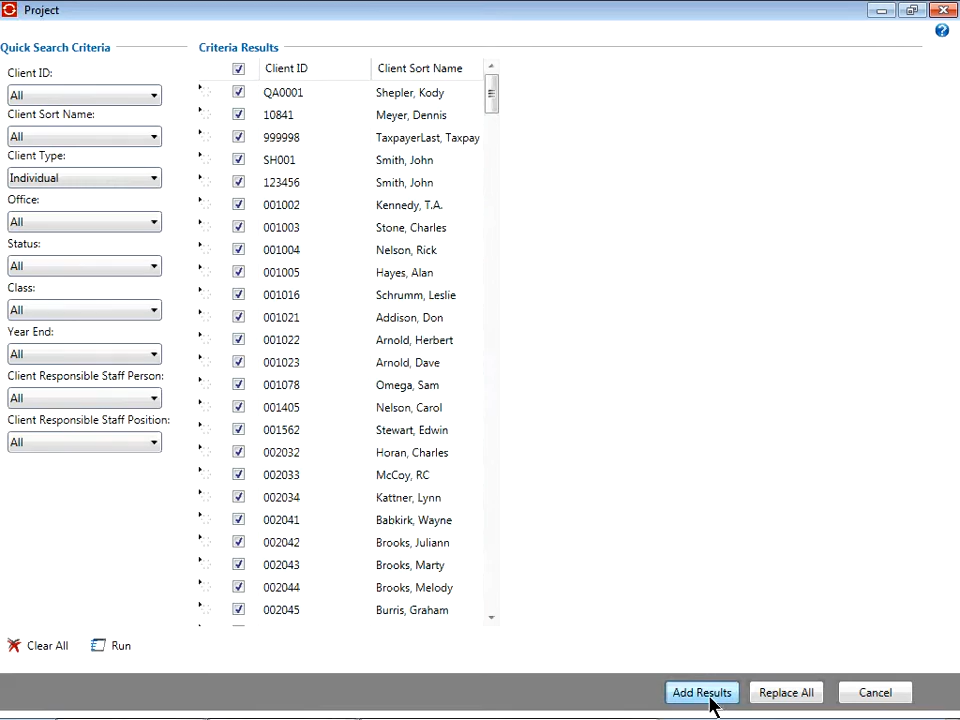 Project
Quick Search Criteria
Client ID:
All
Client Sort Name:
All
Client Type:
Individual
Office:
All
Status:
All
Class:
All
Year End:
All
Client Responsible Staff Person:
All
Client Responsible Staff Position:
All
Clear All Run
Criteria Results
Client ID Client Sort Name
QA0001 Shepler, Kody
10841 Meyer, Dennis
999998 TaxpayerLast, Taxpay
SH001 Smith, John
123456 Smith, John
001002 Kennedy, T.A.
001003 Stone, Charles
001004 Nelson, Rick
001005 Hayes, Alan
001016 Schrumm, Leslie
001021 Addison, Don
001022 Arnold, Herbert
001023 Arnold, Dave
001078 Omega, Sam
001405 Nelson, Carol
001562 Stewart, Edwin
002032 Horan, Charles
002033 McCoy, RC
002034 Kattner, Lynn
002041 Babkirk, Wayne
002042 Brooks, Juliann
002043 Brooks, Marty
002044 Brooks, Melody
002045 Burris, Graham
Add Results Replace All Cancel